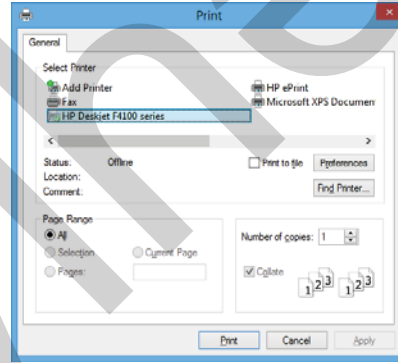 Print
General
Select Printer
Add Printer
HP ePrint
Fax
Microsoft XPS Documen
HP Deskjet F4100 series
Status: Offline
Print to file
Preferences
Location:
Comment:
Find Printer...
Page Range
All
Number of copies: 1
Selection
Current Page
Pages:
Collate
1 2 3 1 2 3
Print
Cancel
Apply